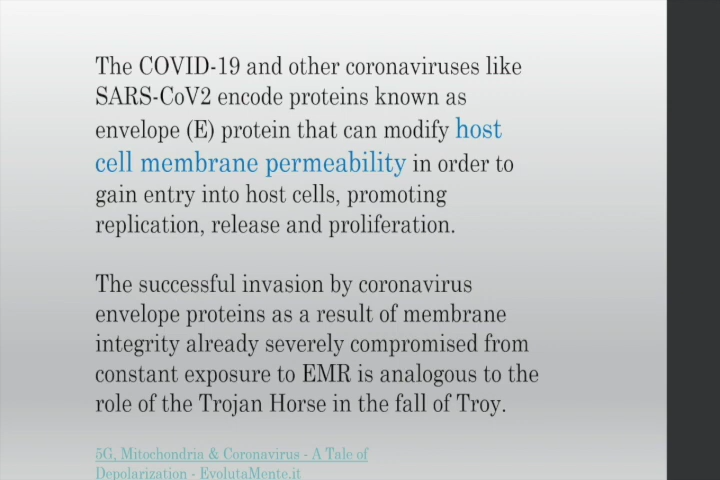 The COVID-19 and other coronaviruses like
SARS-CoV2 encode proteins known as
envelope (E) protein that can modify host
cell membrane permeability in order to
gain entry into host cells, promoting
replication, release and proliferation.
The successful invasion by coronavirus
envelope proteins as a result of membrane
integrity already severely compromised from
constant exposure to EMR is analogous to the
role of the Trojan Horse in the fall of Troy.
5G, Mitochondria & Coronavirus - A Tale of
Depolarization - EvolutaMente.it